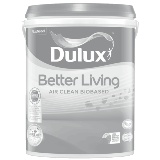 Dulux
Better Living
AIR CLEAN BIOBASED